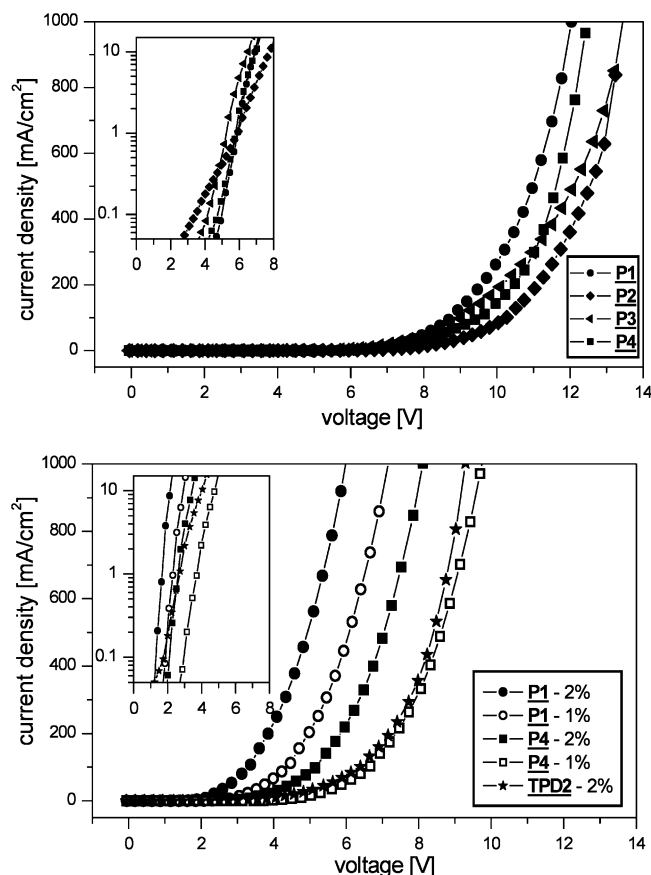 1000
10
1
0.1
0 2 4 6 8
800
600
400
200
0
current density [mA/cm²]
P1
P2
P3
P4
0 2 4 6 8 10 12 14
voltage [V]
1000
10
1
0.1
0 2 4 6 8
800
600
400
200
0
current density [mA/cm²]
P1 - 2%
P1 - 1%
P4 - 2%
P4 - 1%
TPD2 - 2%
0 2 4 6 8 10 12 14
voltage [V]